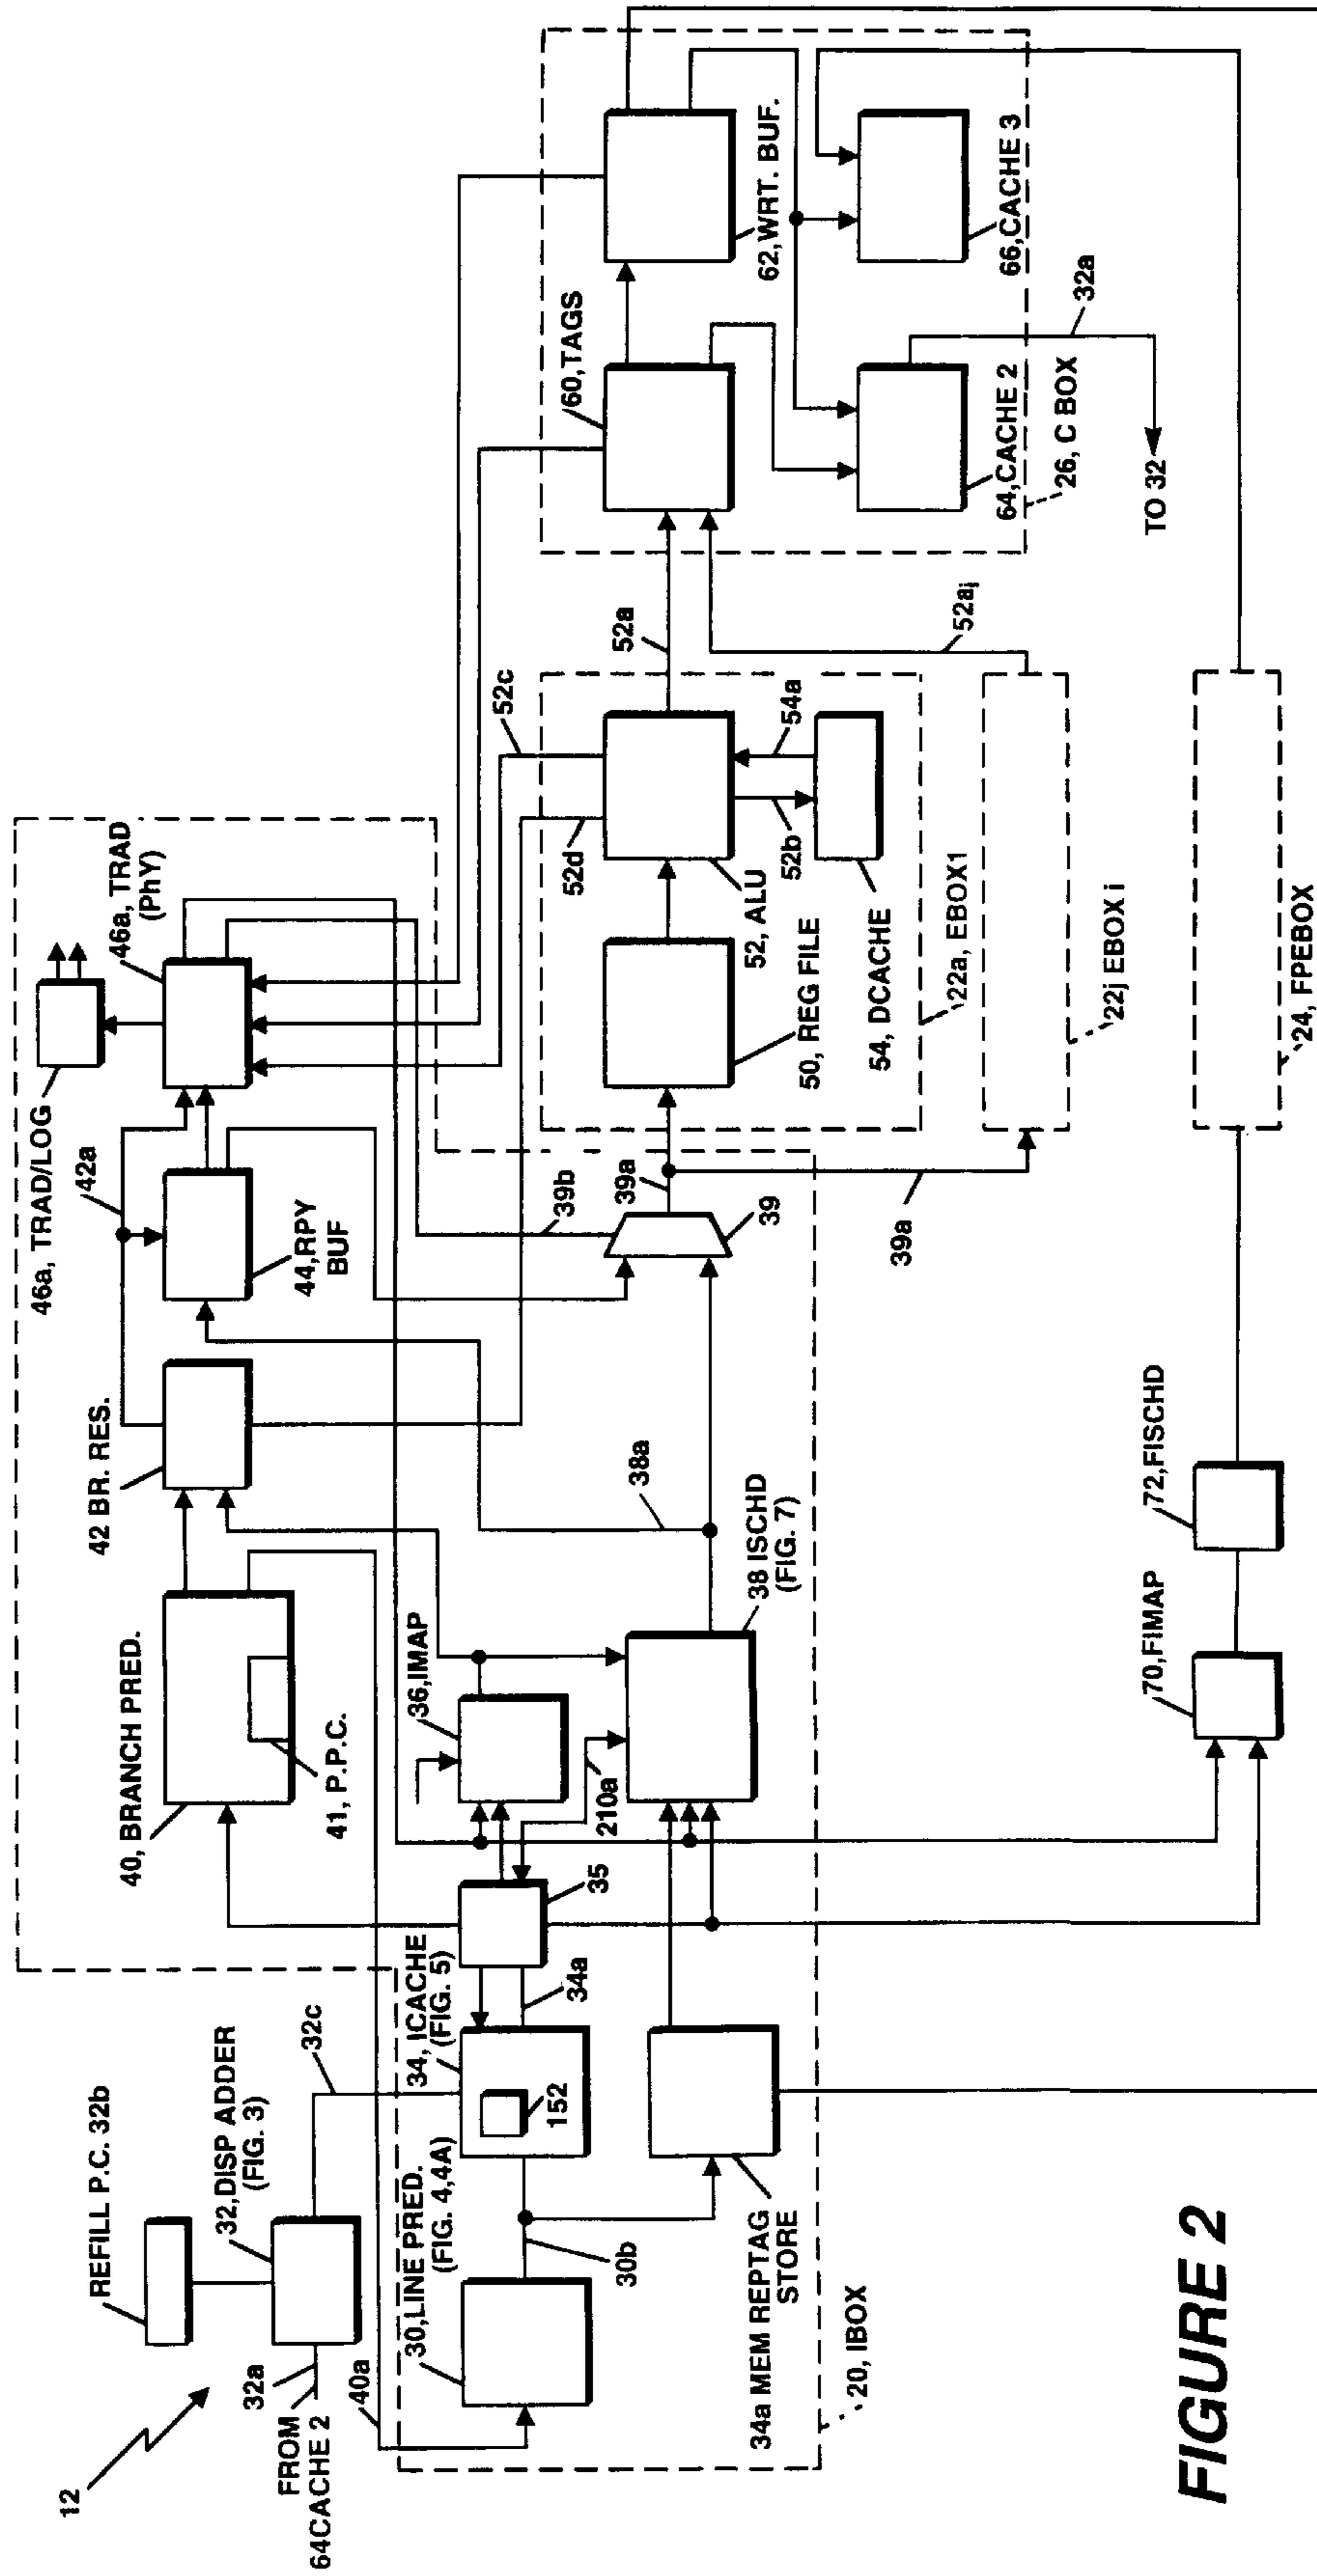 12
REFILL P.C. 32b
32,DISP ADDER
(FIG. 3)
32a
FROM
64CACHE 2
32c
40a
30,LINE PRED.
(FIG. 4,4A)
30b
34, ICACHE
(FIG. 5)
152
34a
35
34a MEM REPTAG
STORE
20, IBOX
40, BRANCH PRED.
41, P.P.C.
36,IMAP
210a
38 ISCHD
(FIG. 7)
38a
42 BR. RES.
42a
44,RPY
BUF
46a, TRAD/LOG
46a, TRAD
(PhY)
39b
39a
39
39a
52d
52c
50, REG FILE
52, ALU
52b
54a
54, DCACHE
22a, EBOX1
22j EBOX i
52a
52ai
60,TAGS
62,WRT. BUF.
64,CACHE 2
66,CACHE 3
26, C BOX
32a
TO 32
70,FIMAP
72,FISCHD
24, FPEBOX
FIGURE 2